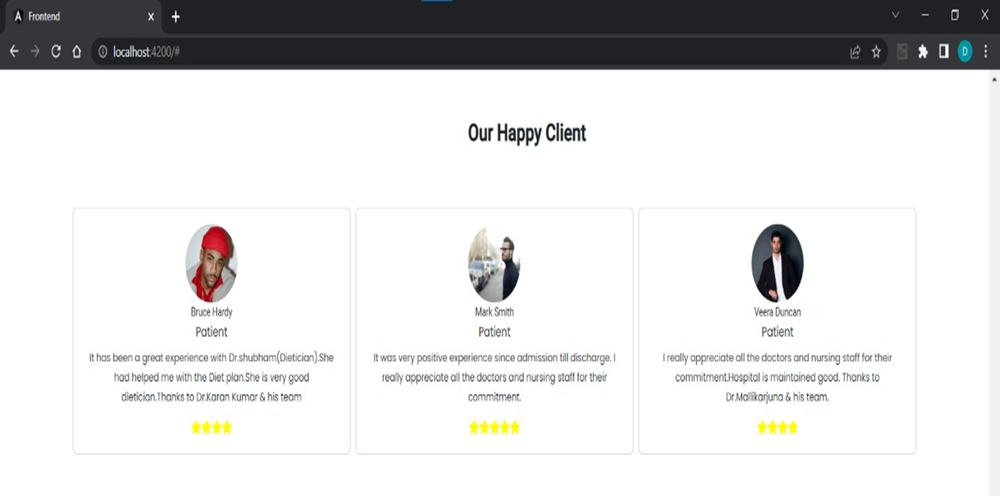 Frontend
localhost:4200/#
D
Our Happy Client
Bruce Hardy
Patient
It has been a great experience with Dr.shubham(Dietician).She
had helped me with the Diet plan.She is very good
dietician.Thanks to Dr.Karan Kumar & his team
Mark Smith
Patient
It was very positive experience since admission till discharge. I
really appreciate all the doctors and nursing staff for their
commitment.
Veera Duncan
Patient
I really appreciate all the doctors and nursing staff for their
commitment.Hospital is maintained good. Thanks to
Dr.Mallikarjuna & his team.